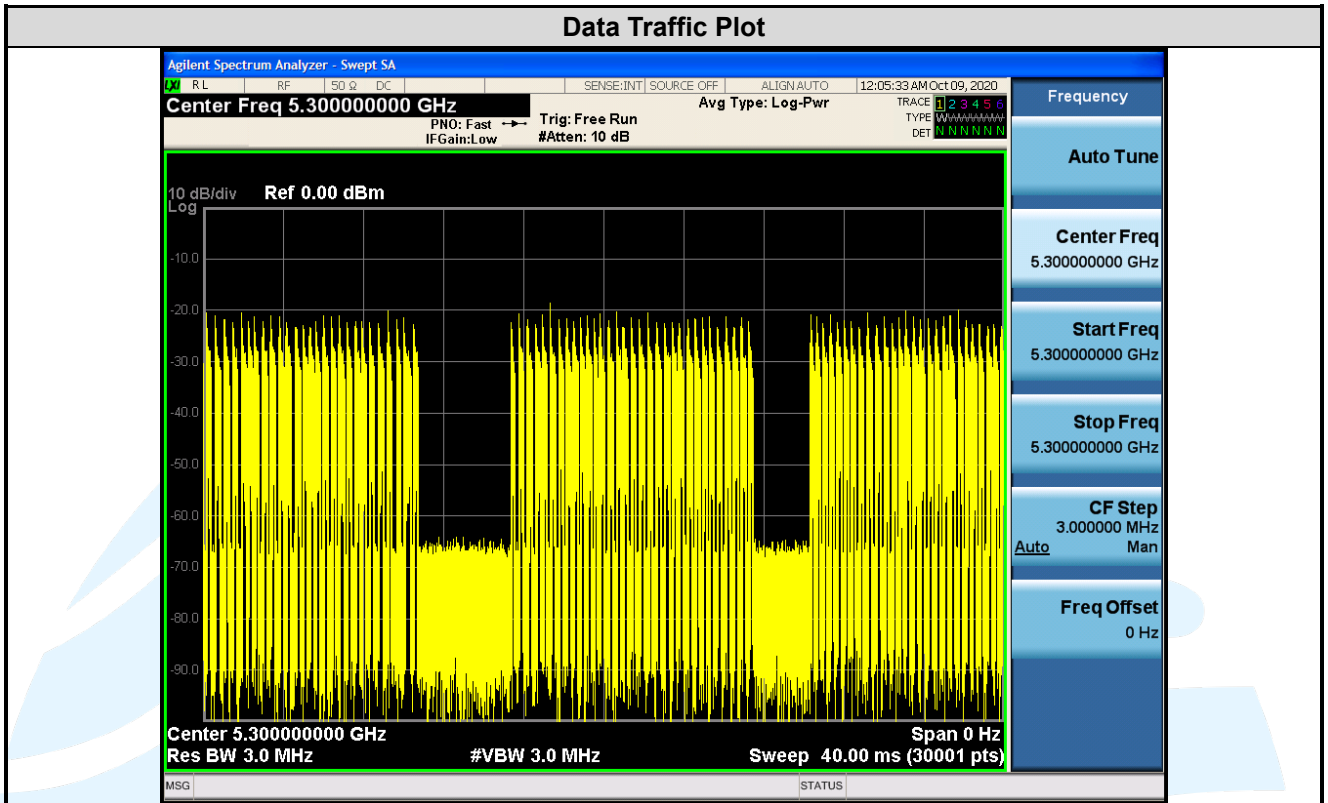 Data Traffic Plot
Agilent Spectrum Analyzer - Swept SA
LXI RL RF 50 Ω DC SENSE:INT SOURCE OFF ALIGN AUTO 12:05:33 AM Oct 09, 2020
Center Freq 5.300000000 GHz
Avg Type: Log-Pwr
TRACE 1 2 3 4 5 6
TYPE WWWWWW
DET N N N N N N
PNO: Fast
IFGain:Low
Trig: Free Run
#Atten: 10 dB
10 dB/div
Log
Ref 0.00 dBm
-10.0
-20.0
-30.0
-40.0
-50.0
-60.0
-70.0
-80.0
-90.0
Center 5.300000000 GHz
Span 0 Hz
Res BW 3.0 MHz
#VBW 3.0 MHz
Sweep 40.00 ms (30001 pts)
MSG
STATUS
Frequency
Auto Tune
Center Freq
5.300000000 GHz
Start Freq
5.300000000 GHz
Stop Freq
5.300000000 GHz
CF Step
3.000000 MHz
Auto Man
Freq Offset
0 Hz